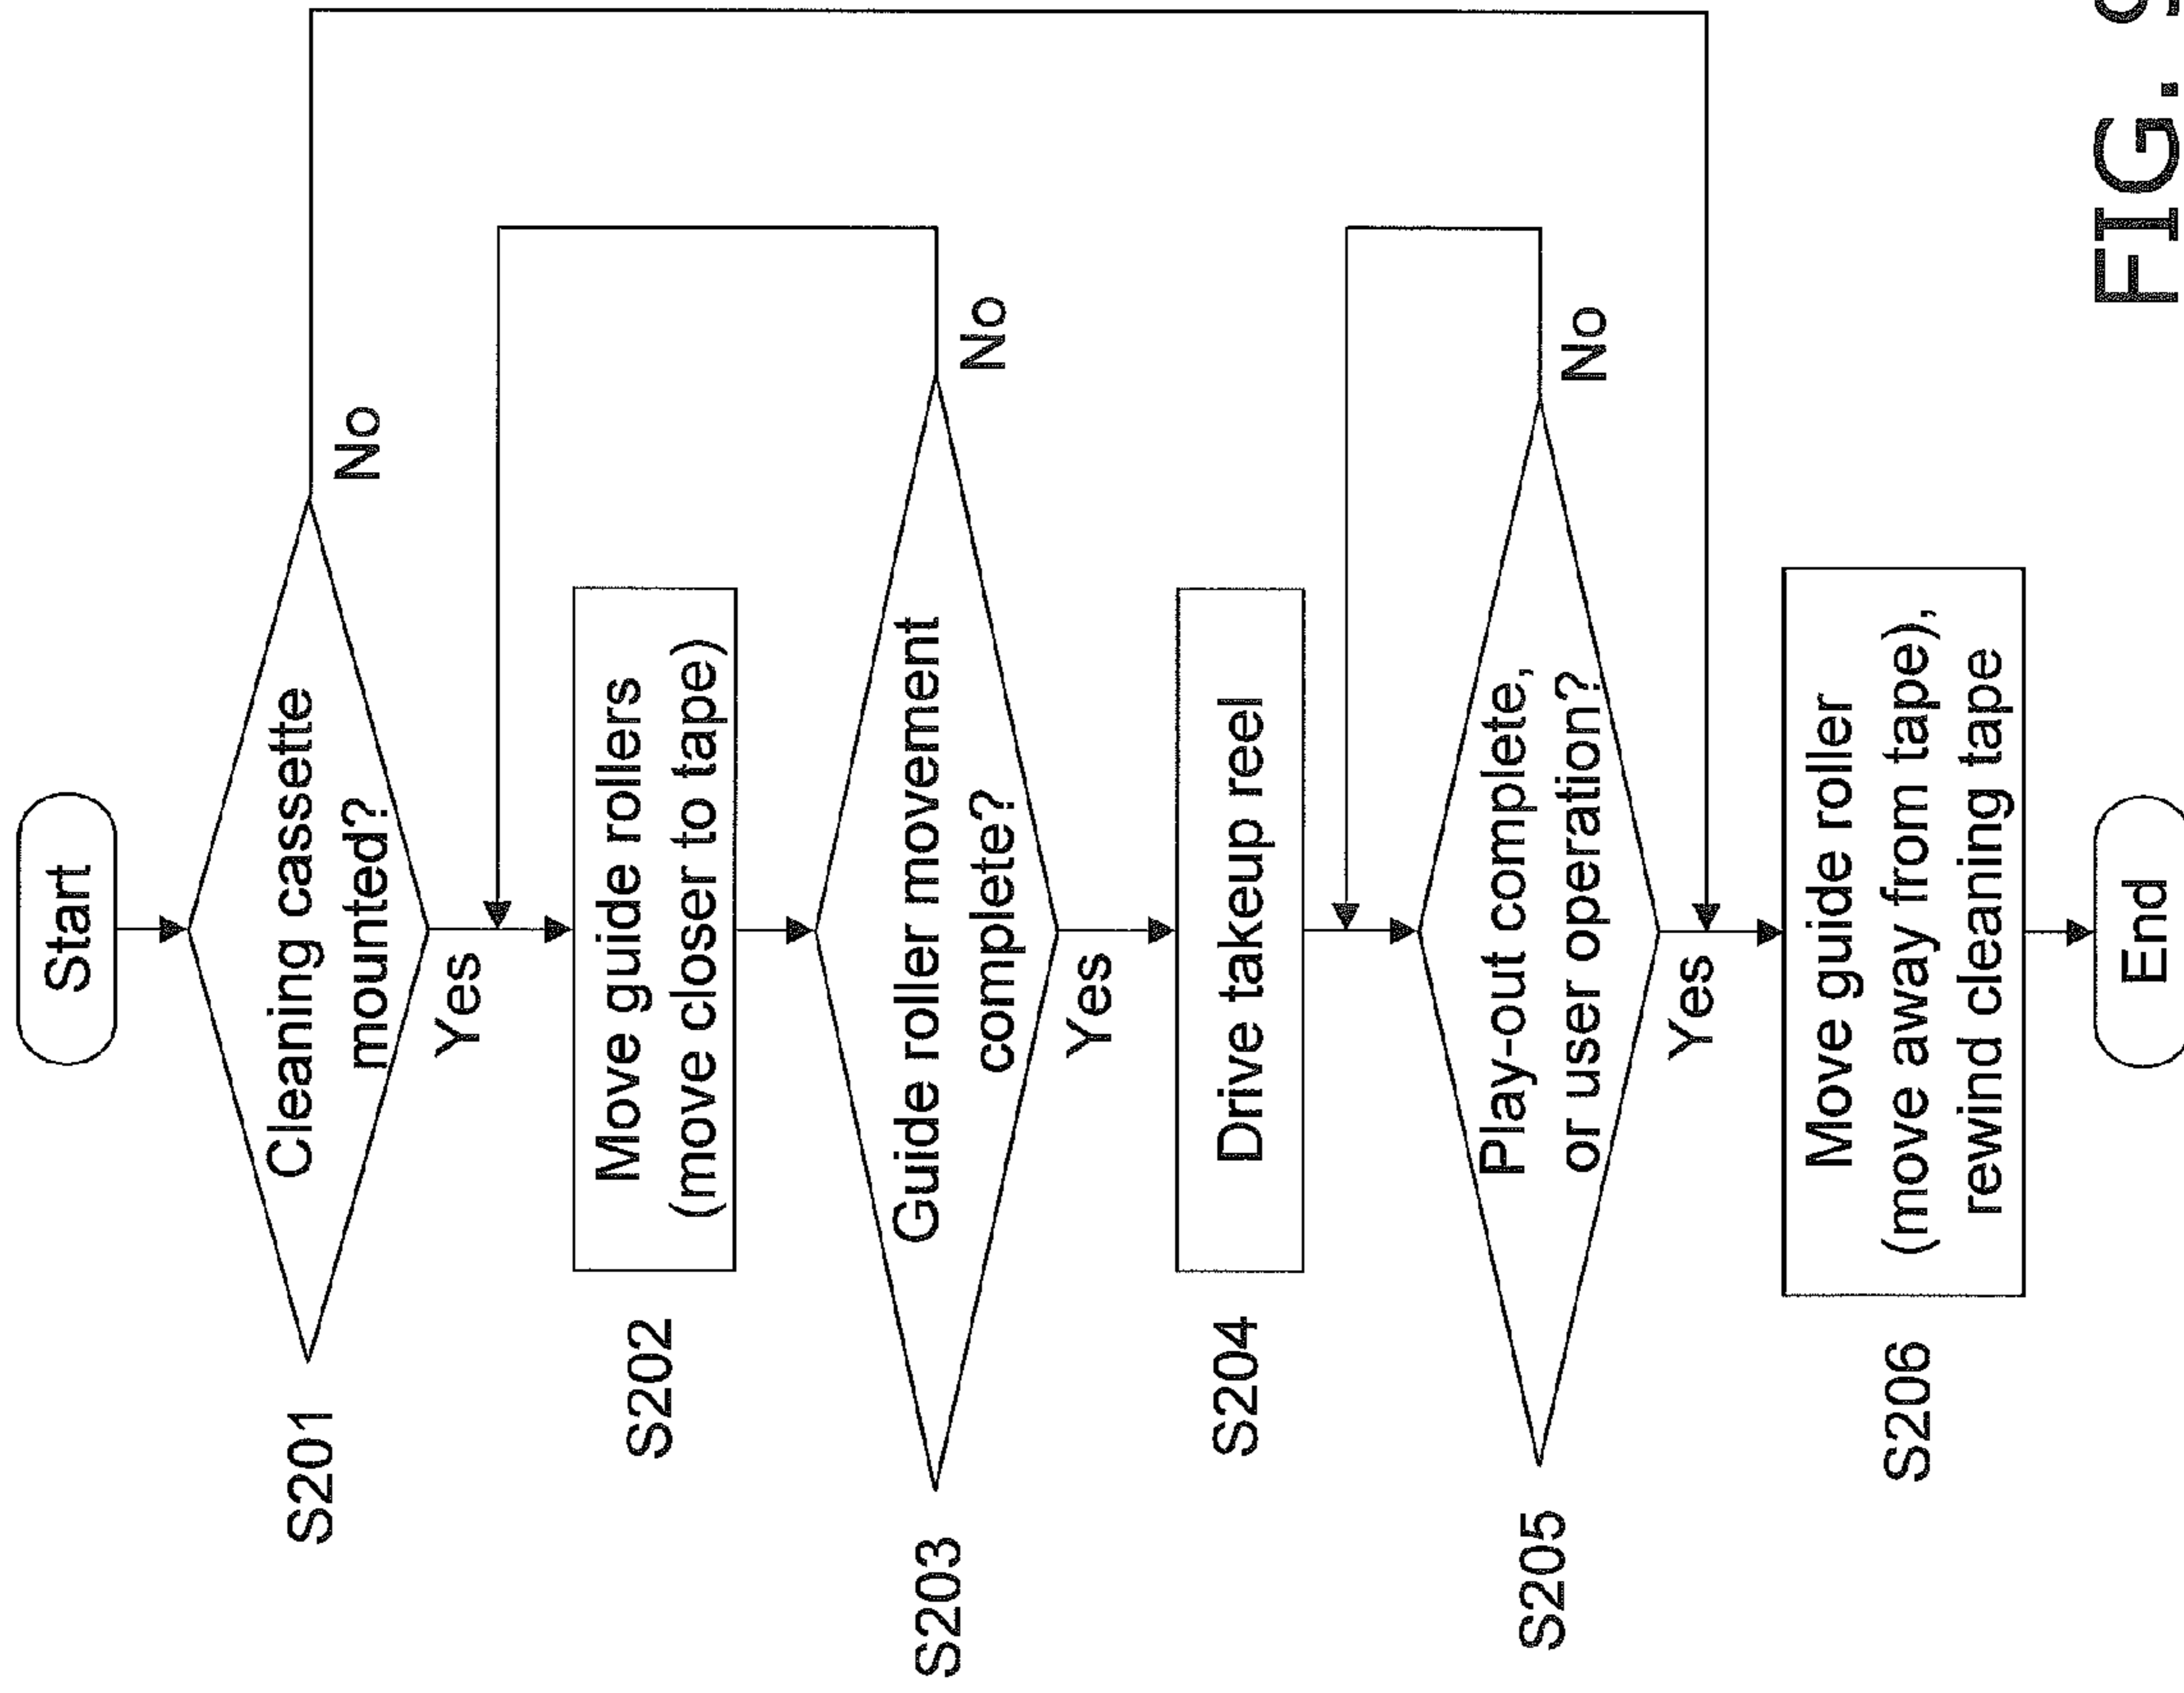 Start
S201
Cleaning cassette
mounted?
No
Yes
S202
Move guide rollers
(move closer to tape)
S203
Guide roller movement
complete?
No
Yes
S204
Drive takeup reel
S205
Play-out complete,
or user operation?
No
Yes
S206
Move guide roller
(move away from tape),
rewind cleaning tape
End
FIG.